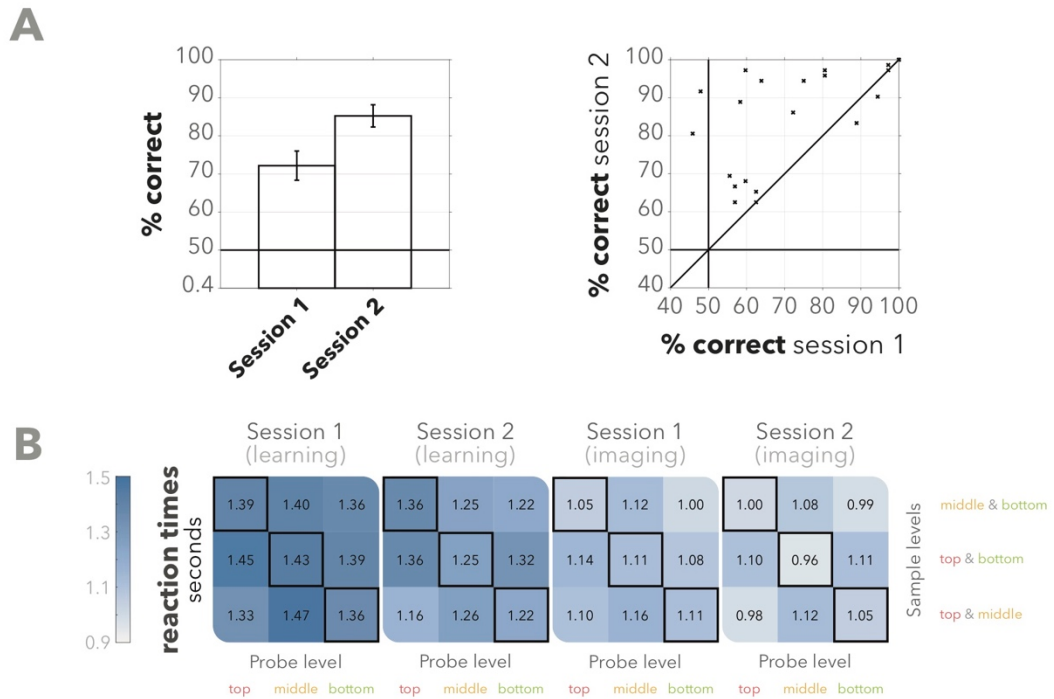 A
% correct
100
90
80
70
60
50
0.4
Session 1
Session 2
% correct session 2
100
90
80
70
60
50
40
40 50 60 70 80 90 100
% correct session 1
B
reaction times
seconds
1.5
1.3
1.1
0.9
Session 1 Session 2 Session 1 Session 2
(learning) (learning) (imaging) (imaging)
1.39 1.40 1.36 1.36 1.25 1.22 1.05 1.12 1.00 1.00 1.08 0.99 middle & bottom
1.45 1.43 1.39 1.36 1.25 1.32 1.14 1.11 1.08 1.10 0.96 1.11 top & bottom
1.33 1.47 1.36 1.16 1.26 1.22 1.10 1.16 1.11 0.98 1.12 1.05 top & middle
Sample levels
Probe level Probe level Probe level Probe level
top middle bottom top middle bottom top middle bottom top middle bottom